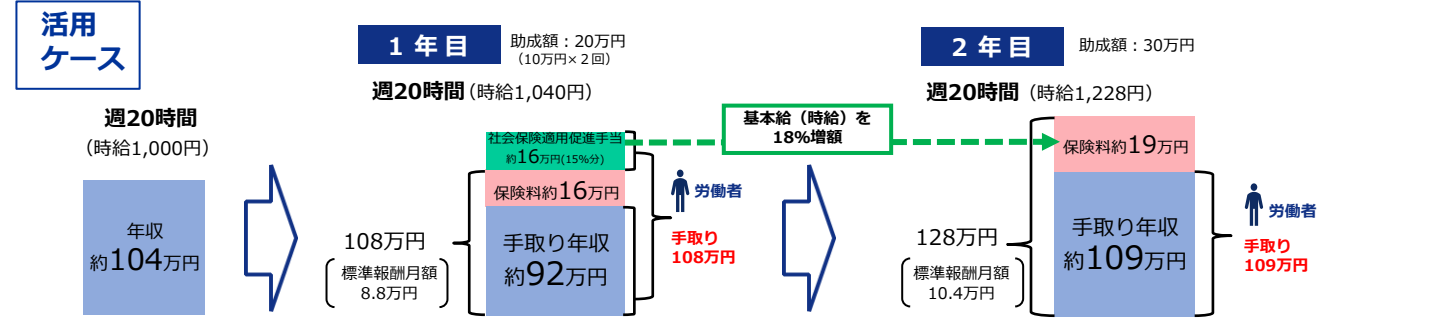 活用
ケース
週20時間
（時給1,000円）
年収
約104万円
１年目
助成額：20万円
（10万円×２回）
週20時間（時給1,040円）
社会保険適用促進手当
約16万円(15%分)
保険料約16万円
手取り年収
約92万円
108万円
標準報酬月額
8.8万円
労働者
手取り
108万円
基本給（時給）を
18%増額
２年目
助成額：30万円
週20時間（時給1,228円）
保険料約19万円
手取り年収
約109万円
128万円
標準報酬月額
10.4万円
労働者
手取り
109万円